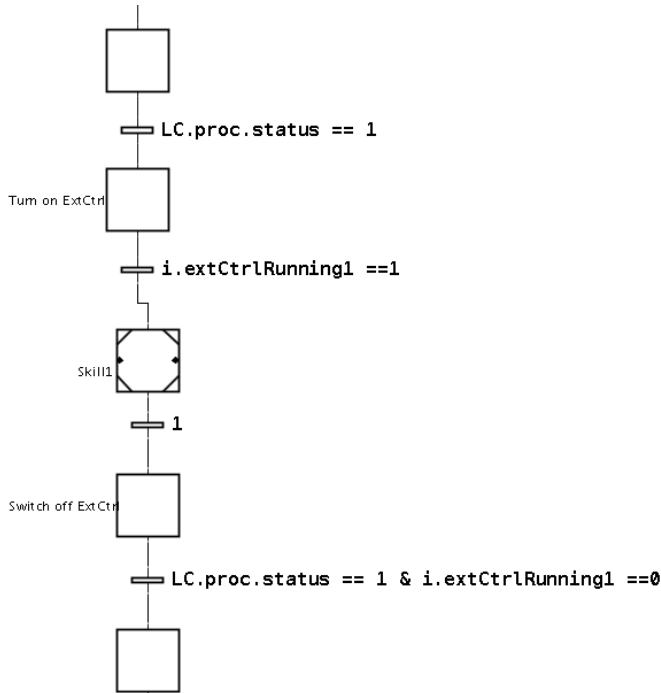 LC.proc.status == 1
Turn on ExtCtrl
i.extCtrlRunning1 ==1
Skill1
1
Switch off ExtCtrl
LC.proc.status == 1 & i.extCtrlRunning1 ==0